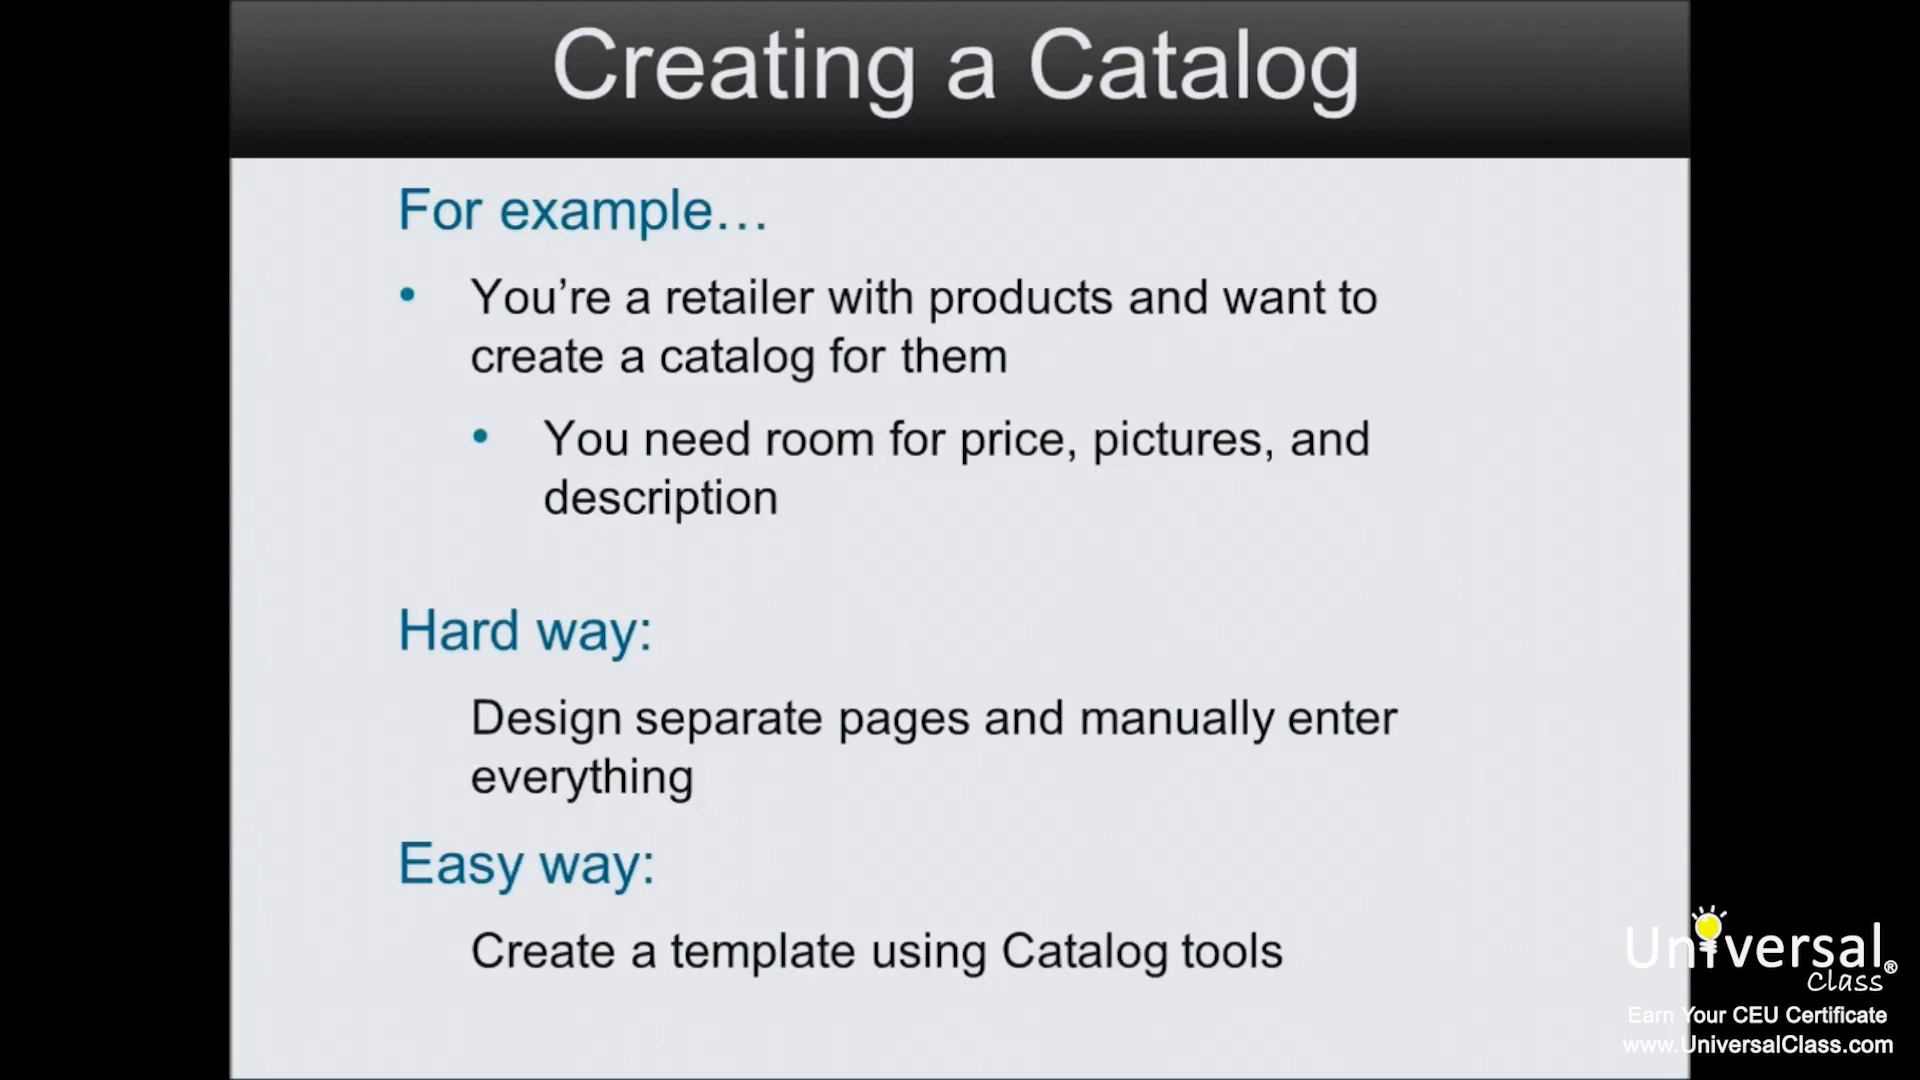 Creating a Catalog
For example…
• You’re a retailer with products and want to
create a catalog for them
• You need room for price, pictures, and
description
Hard way:
Design separate pages and manually enter
everything
Easy way:
Create a template using Catalog tools
Universal®
Class
Earn Your CEU Certificate
www.UniversalClass.com